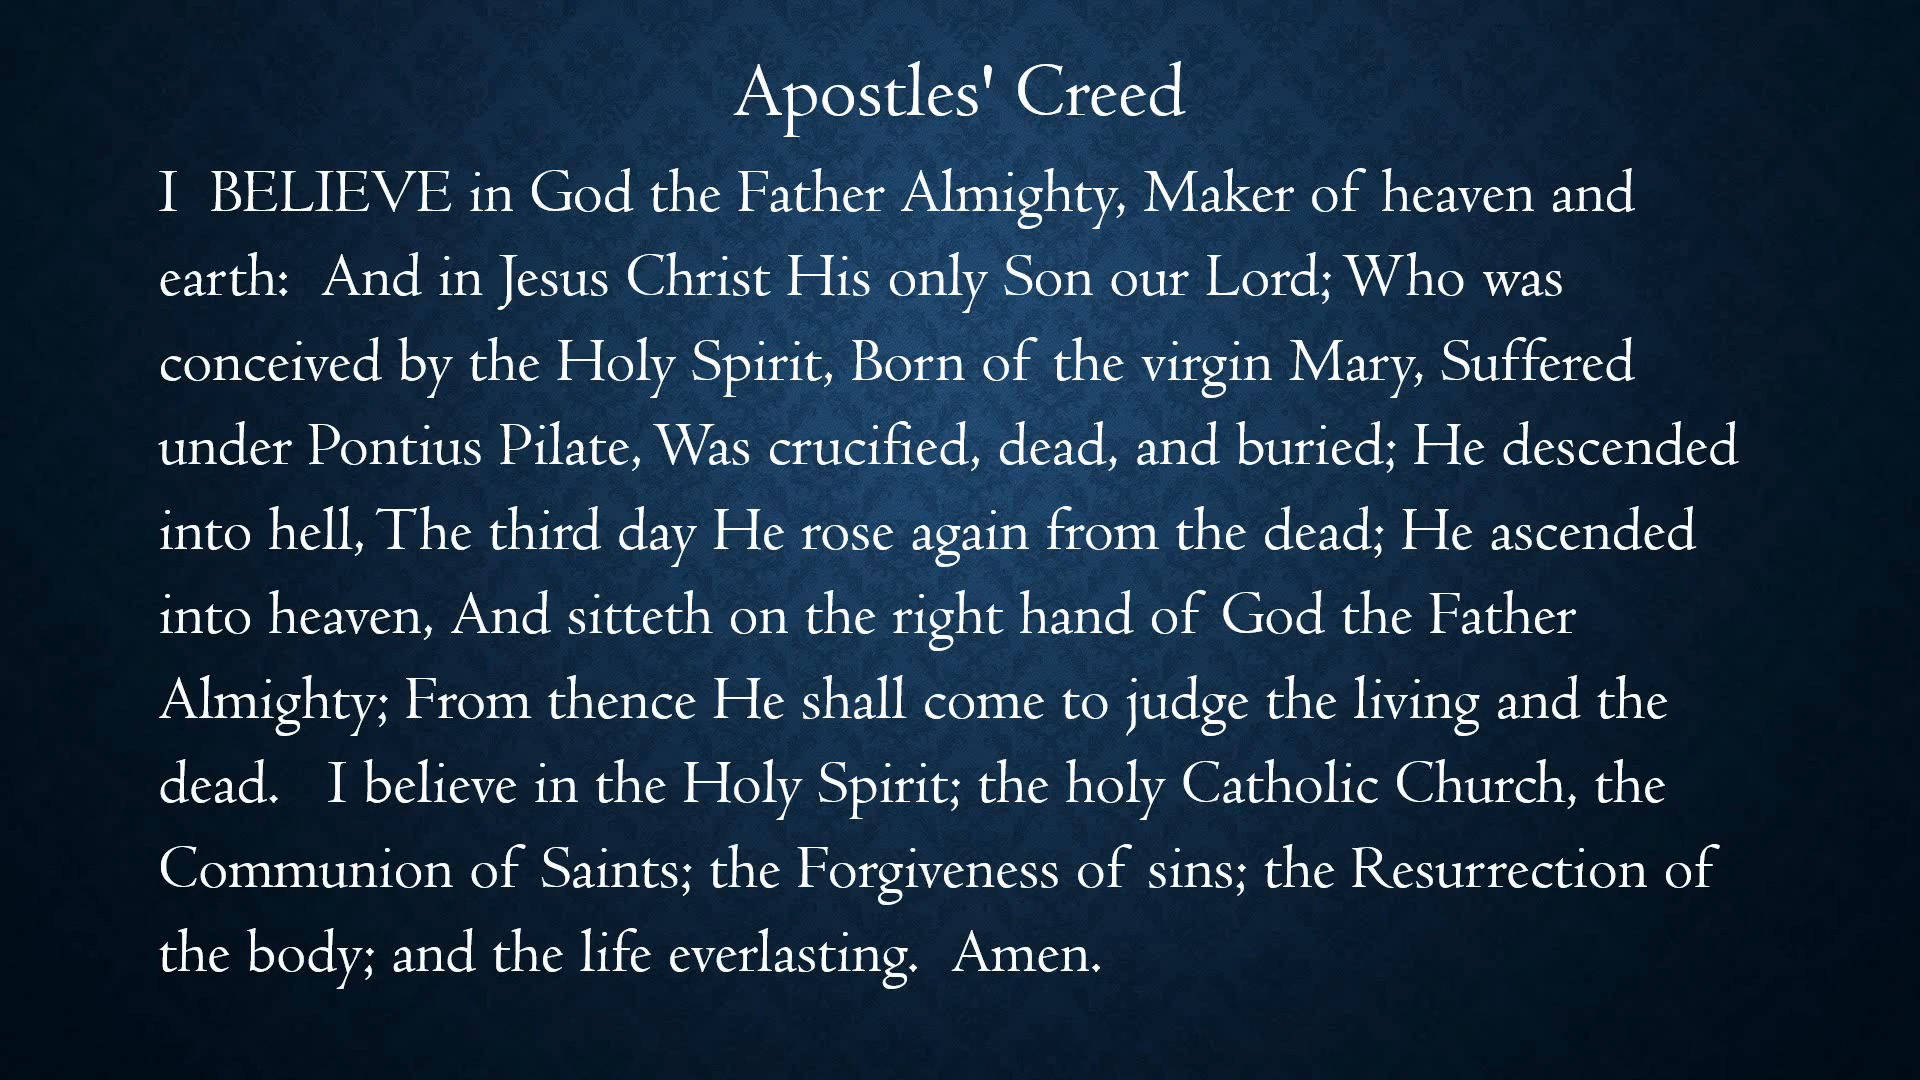 Apostles' Creed
I BELIEVE in God the Father Almighty, Maker of heaven and
earth: And in Jesus Christ His only Son our Lord; Who was
conceived by the Holy Spirit, Born of the virgin Mary, Suffered
under Pontius Pilate, Was crucified, dead, and buried; He descended
into hell, The third day He rose again from the dead; He ascended
into heaven, And sitteth on the right hand of God the Father
Almighty; From thence He shall come to judge the living and the
dead. I believe in the Holy Spirit; the holy Catholic Church, the
Communion of Saints; the Forgiveness of sins; the Resurrection of
the body; and the life everlasting. Amen.